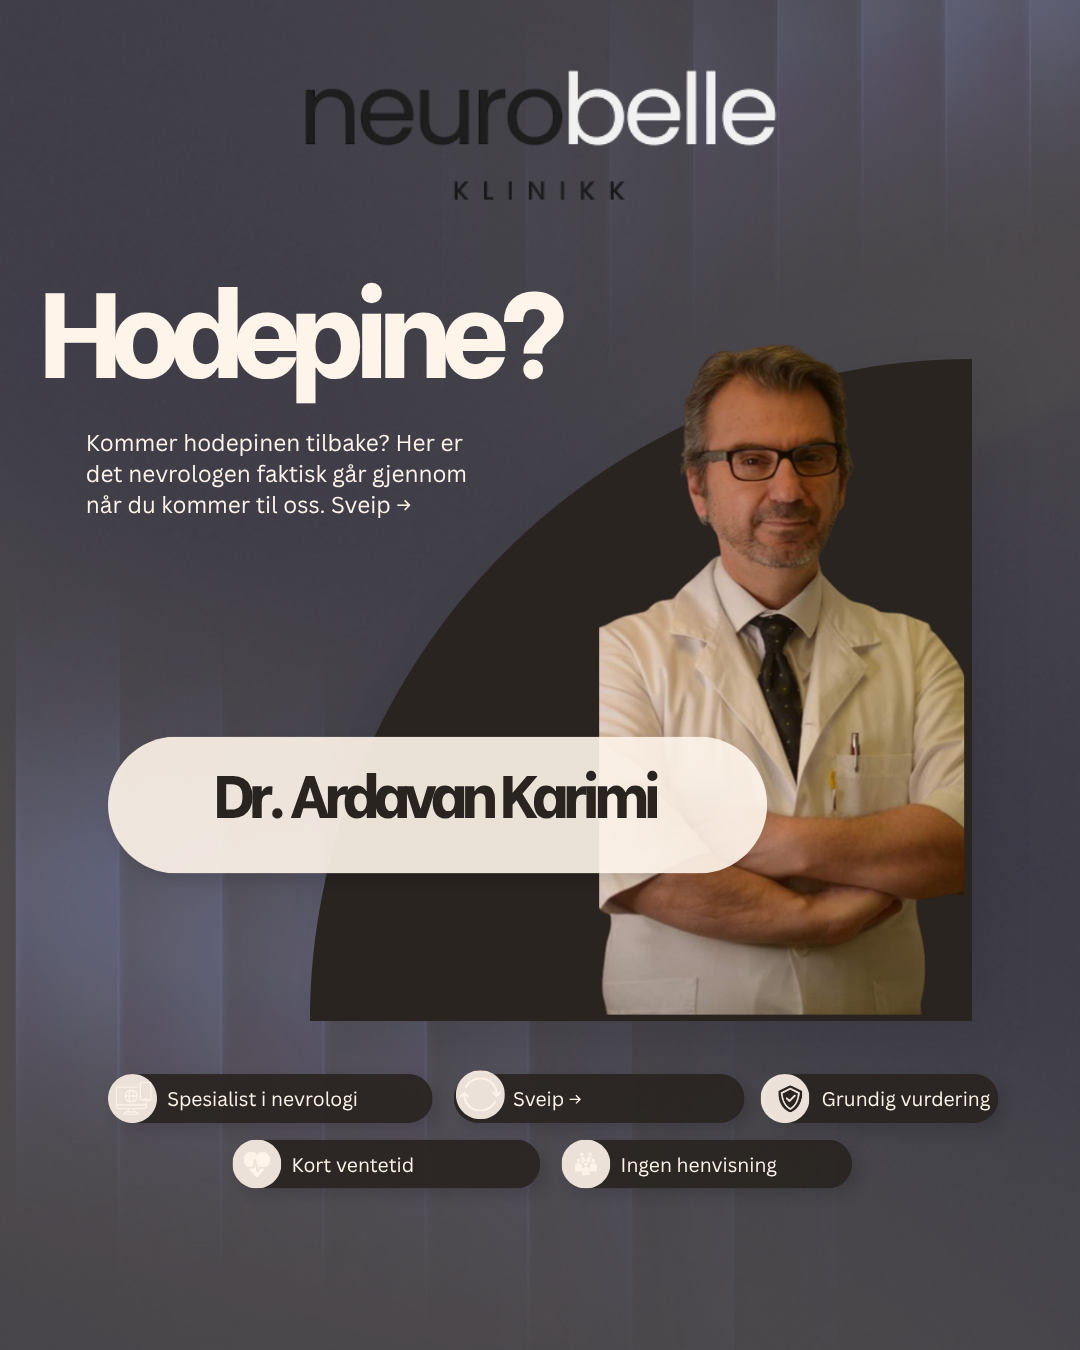 neurobelle
KLINIKK
Hodepine?
Kommer hodepinen tilbake? Her er
det nevrologen faktisk går gjennom
når du kommer til oss. Sveip →
Dr. Ardavan Karimi
Spesialist i nevrologi
Sveip →
Grundig vurdering
Kort ventetid
Ingen henvisning